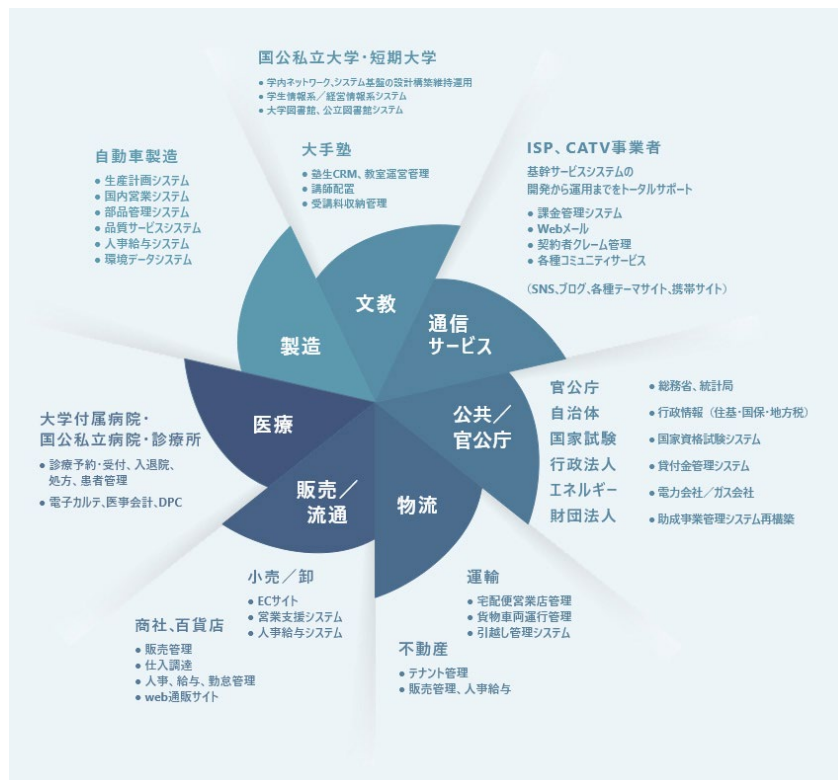 国公私立大学・短期大学
● 学内ネットワーク、システム基盤の設計構築維持運用
● 学生情報系／経営情報系システム
● 大学図書館、公立図書館システム
大手塾
● 塾生CRM、教室運営管理
● 講師配置
● 受講料収納管理
自動車製造
● 生産計画システム
● 国内営業システム
● 部品管理システム
● 品質サービスシステム
● 人事給与システム
● 環境データシステム
ISP、CATV事業者
基幹サービスシステムの
開発から運用までをトータルサポート
● 課金管理システム
● Webメール
● 契約者クレーム管理
● 各種コミュニティサービス
（SNS、ブログ、各種テーマサイト、携帯サイト）
文教
通信
サービス
製造
医療
公共／
官公庁
販売／
流通
物流
官公庁 ● 総務省、統計局
自治体 ● 行政情報（住基・国保・地方税）
国家試験 ● 国家資格試験システム
行政法人 ● 貸付金管理システム
エネルギー ● 電力会社／ガス会社
財団法人 ● 助成事業管理システム再構築
大学付属病院・
国公私立病院・診療所
● 診療予約・受付、入退院、
処方、患者管理
● 電子カルテ、医事会計、DPC
小売／卸
● ECサイト
● 営業支援システム
● 人事給与システム
商社、百貨店
● 販売管理
● 仕入調達
● 人事、給与、勤怠管理
● web通販サイト
運輸
● 宅配便営業店管理
● 貨物車両運行管理
● 引越し管理システム
不動産
● テナント管理
● 販売管理、人事給与